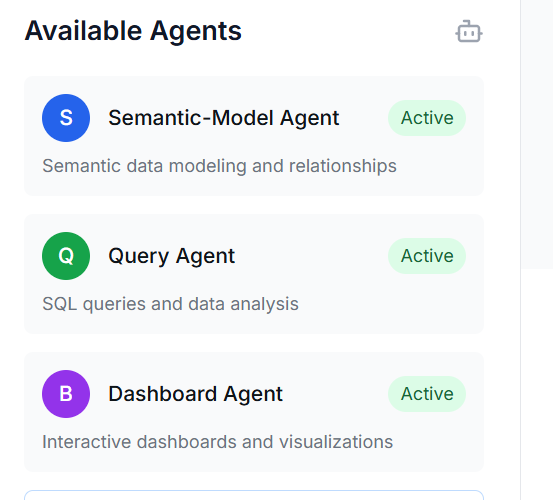 Available Agents
S Semantic-Model Agent Active
Semantic data modeling and relationships
Q Query Agent Active
SQL queries and data analysis
B Dashboard Agent Active
Interactive dashboards and visualizations